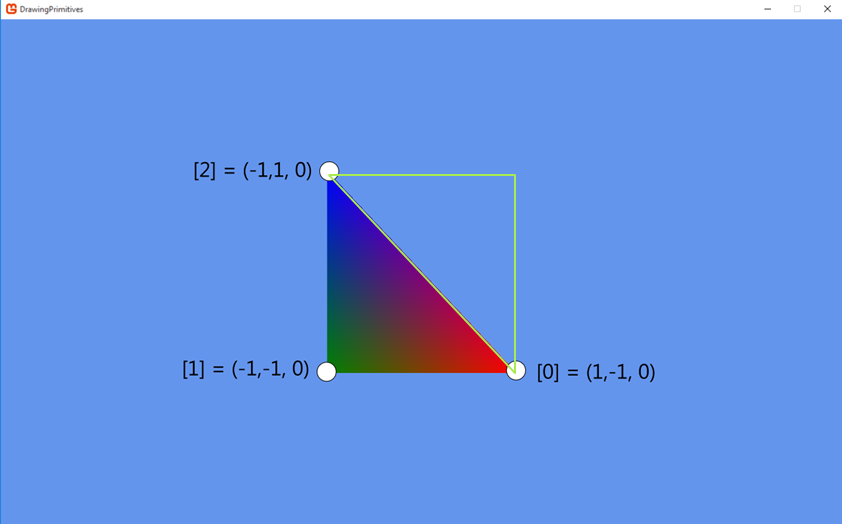 DrawingPrimitives
[2] = (-1,1, 0)
[1] = (-1,-1, 0)
[0] = (1,-1, 0)